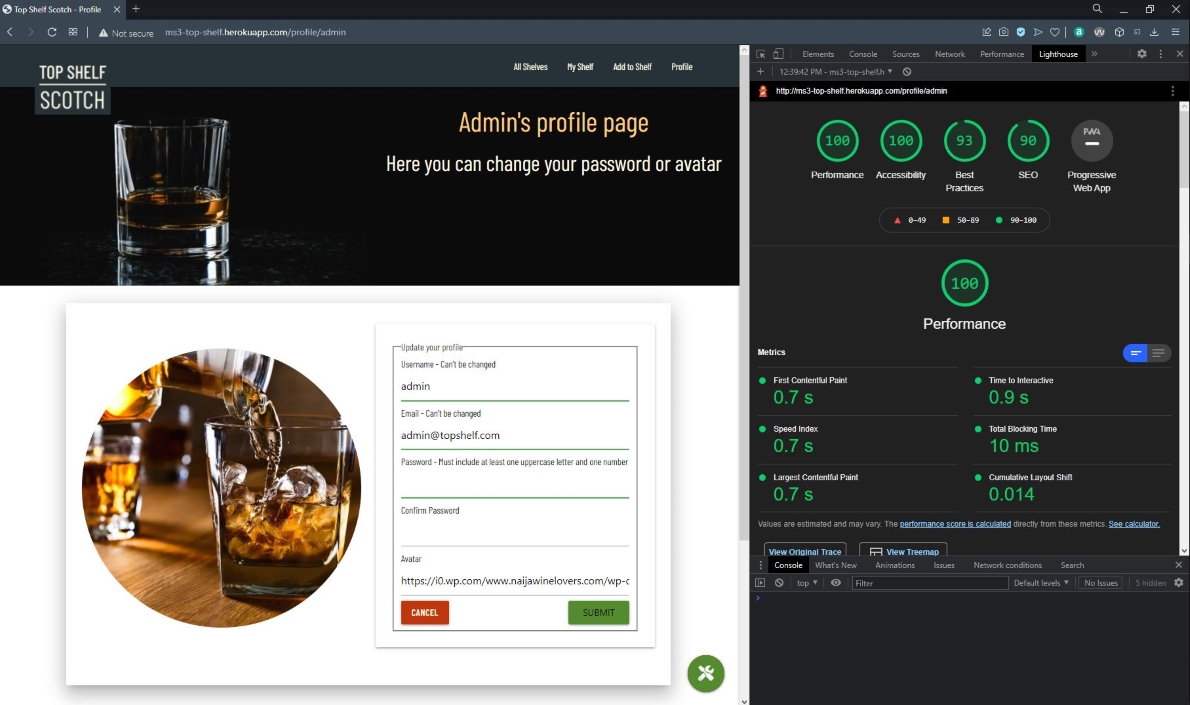 Top Shelf Scotch - Profile
Not secure
ms3-top-shelf.herokuapp.com/profile/admin
TOP SHELF
SCOTCH
All Shelves
My Shelf
Add to Shelf
Profile
Admin's profile page
Here you can change your password or avatar
Update your profile
Username - Can't be changed
admin
Email - Can't be changed
admin@topshelf.com
Password - Must include at least one uppercase letter and one number
Confirm Password
Avatar
https://i0.wp.com/www.naijawinelovers.com/wp-c
CANCEL
SUBMIT
Elements
Console
Sources
Network
Performance
Lighthouse
12:39:42 PM - ms3-top-shelf.h
http://ms3-top-shelf.herokuapp.com/profile/admin
100
100
93
90
PWA
Performance
Accessibility
Best
Practices
SEO
Progressive
Web App
0-49
50-89
90-100
100
Performance
Metrics
First Contentful Paint
0.7 s
Time to Interactive
0.9 s
Speed Index
0.7 s
Total Blocking Time
10 ms
Largest Contentful Paint
0.7 s
Cumulative Layout Shift
0.014
Values are estimated and may vary. The performance score is calculated directly from these metrics. See calculator.
View Original Trace
View Treemap
Console
What's New
Animations
Issues
Network conditions
Search
top
Filter
Default levels
No Issues
5 hidden